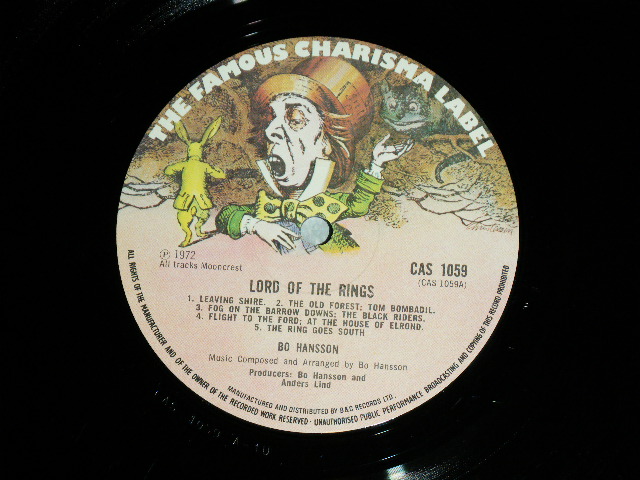 THE FAMOUS CHARISMA LABEL
Ⓟ 1972
All tracks Mooncrest
CAS 1059
(CAS 1059A)
LORD OF THE RINGS
1. LEAVING SHIRE. 2. THE OLD FOREST; TOM BOMBADIL.
3. FOG ON THE BARROW DOWNS; THE BLACK RIDERS.
4. FLIGHT TO THE FORD; AT THE HOUSE OF ELROND.
5. THE RING GOES SOUTH
BO HANSSON
Music Composed and Arranged by Bo Hansson
Producers: Bo Hansson and
Anders Lind
MANUFACTURED AND DISTRIBUTED BY B&C RECORDS LTD.
ALL RIGHTS OF THE MANUFACTURER AND OF THE OWNER OF THE RECORDED WORK RESERVED · UNAUTHORISED PUBLIC PERFORMANCE BROADCASTING AND COPYING OF THIS RECORD PROHIBITED